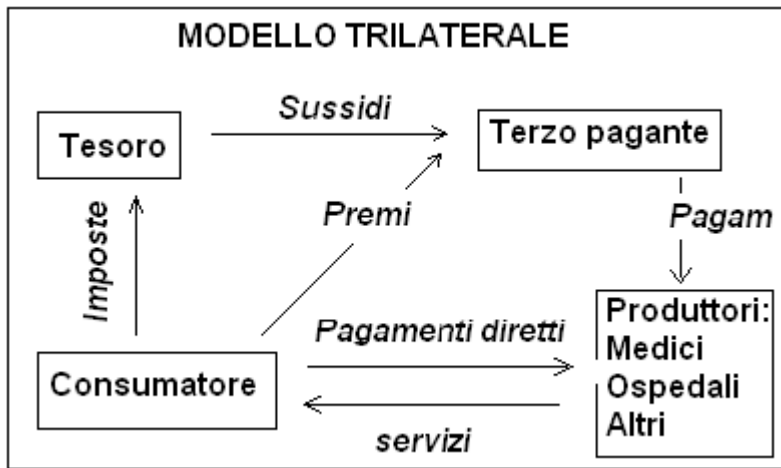 MODELLO TRILATERALE
Sussidi
Tesoro
Terzo pagante
Imposte
Premi
Pagam
Pagamenti diretti
Consumatore
servizi
Produttori:
Medici
Ospedali
Altri